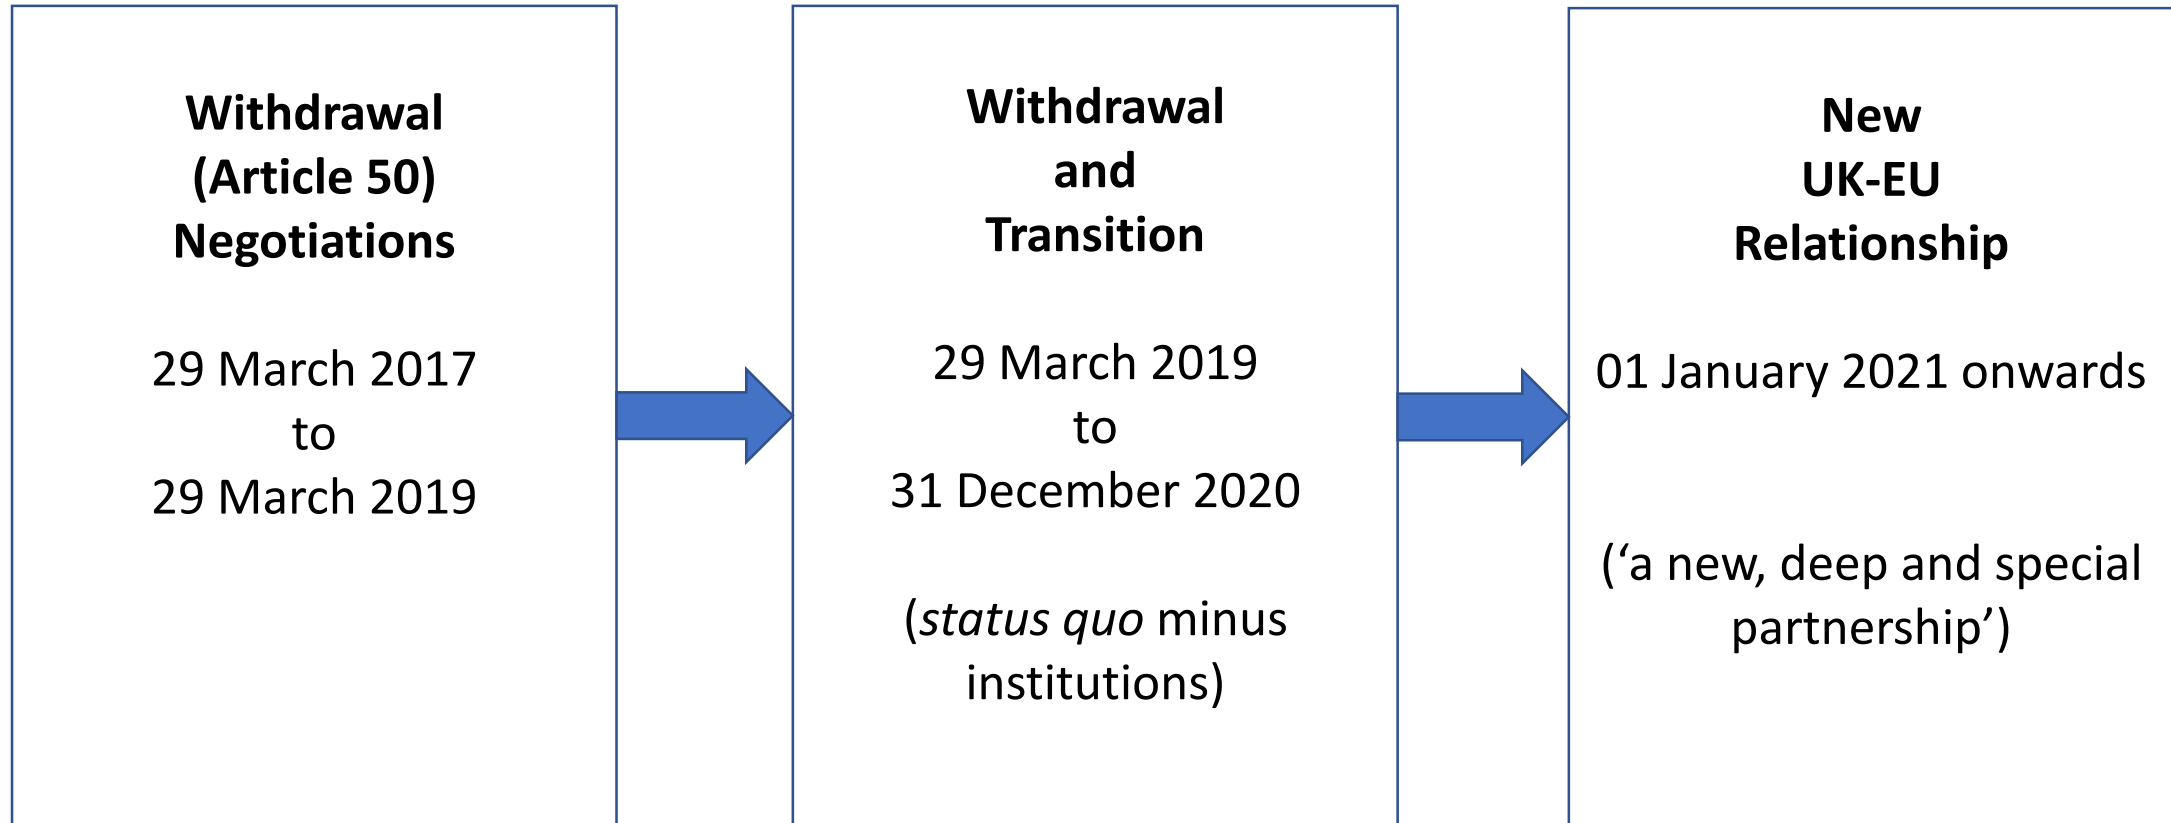 Withdrawal
(Article 50)
Negotiations
29 March 2017
to
29 March 2019
Withdrawal
and
Transition
29 March 2019
to
31 December 2020
(status quo minus
institutions)
New
UK-EU
Relationship
01 January 2021 onwards
(‘a new, deep and special
partnership’)